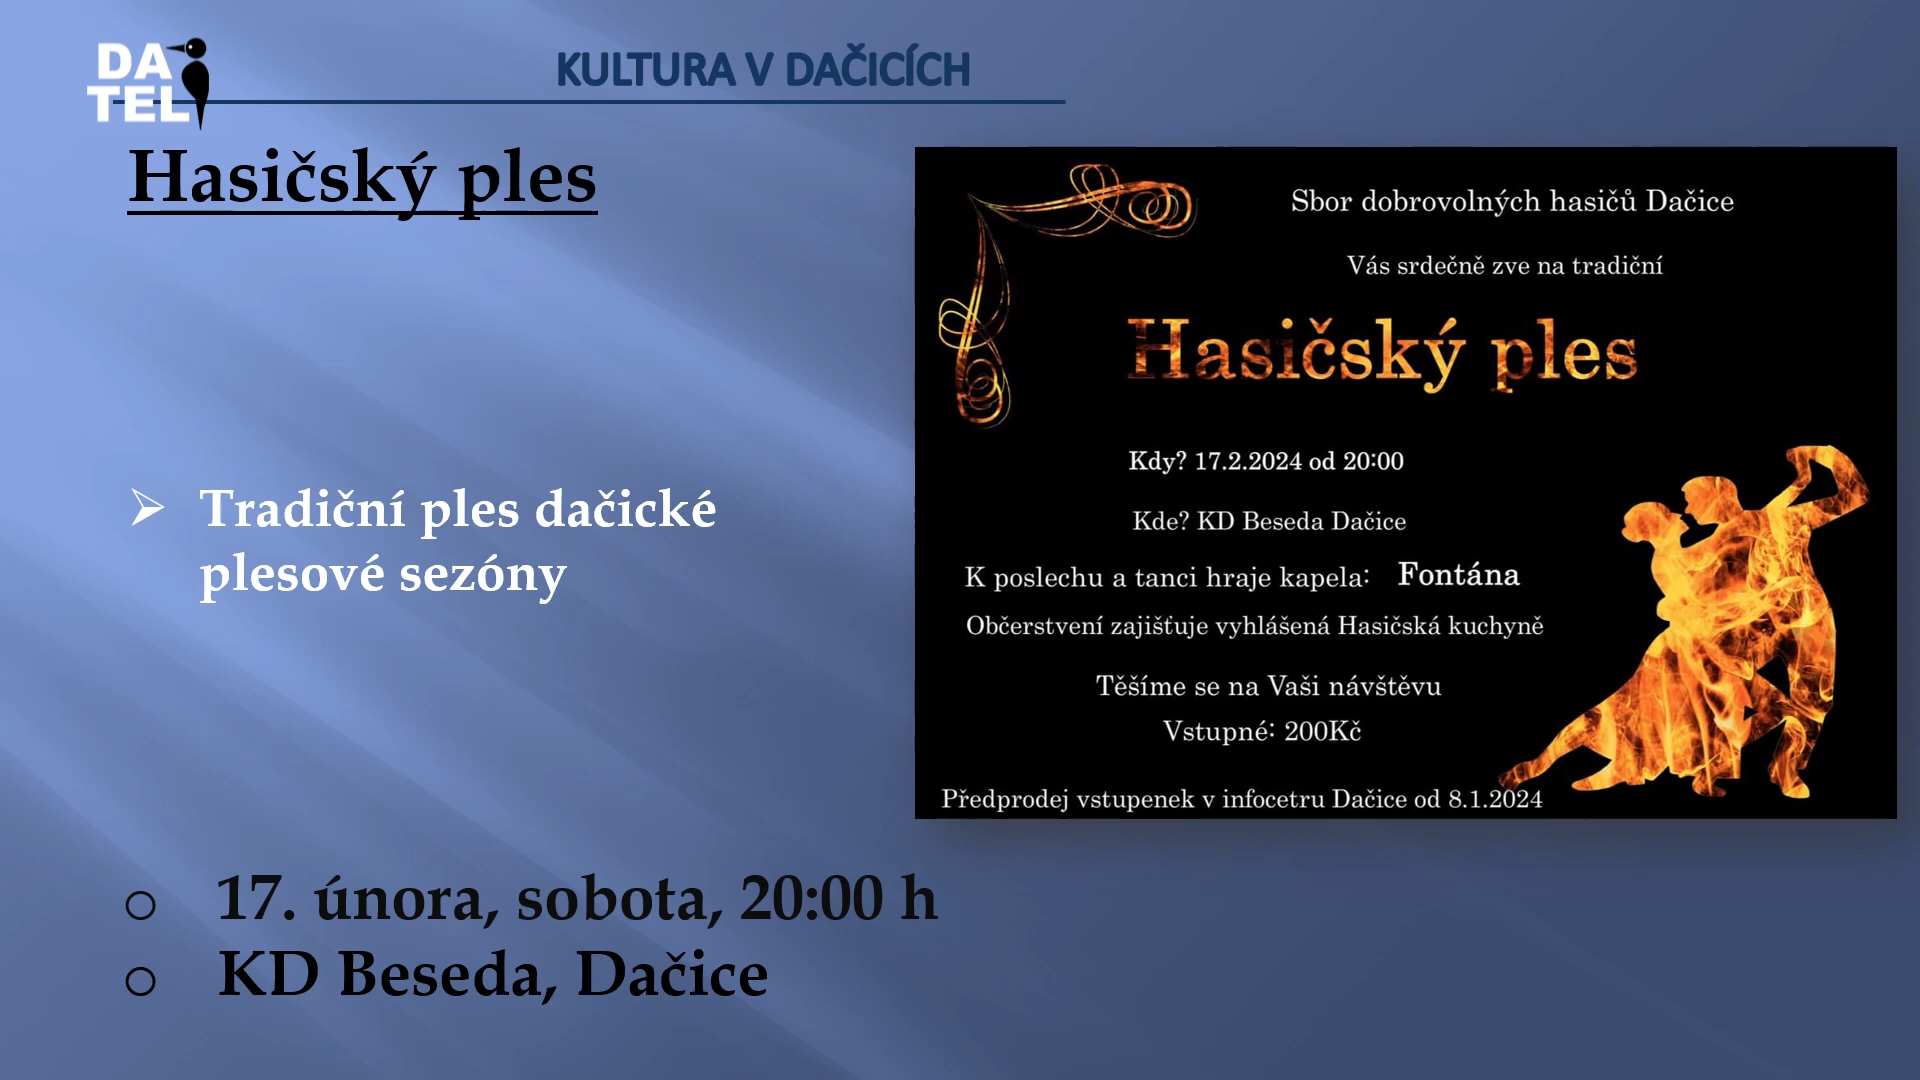 DA
TEL
KULTURA V DAČICÍCH
Hasičský ples
Tradiční ples dačické
plesové sezóny
17. února, sobota, 20:00 h
KD Beseda, Dačice
Sbor dobrovolných hasičů Dačice
Vás srdečně zve na tradiční
Hasičský ples
Kdy? 17.2.2024 od 20:00
Kde? KD Beseda Dačice
K poslechu a tanci hraje kapela: Fontána
Občerstvení zajišťuje vyhlášená Hasičská kuchyně
Těšíme se na Vaši návštěvu
Vstupné: 200Kč
Předprodej vstupenek v infocetru Dačice od 8.1.2024